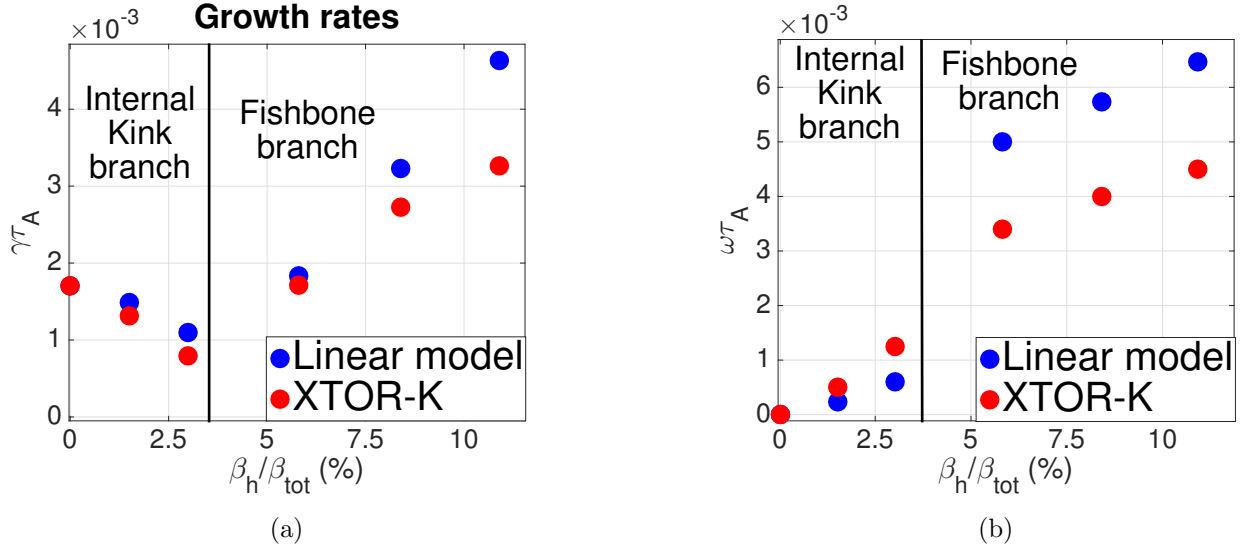 ×10⁻³
Growth rates
4
3
2
1
0
γτ_A
Internal
Kink
branch
Fishbone
branch
Linear model
XTOR-K
0
2.5
5
7.5
10
β_h/β_tot (%)
(a)
×10⁻³
6
5
4
3
2
1
0
ωτ_A
Internal
Kink
branch
Fishbone
branch
Linear model
XTOR-K
0
2.5
5
7.5
10
β_h/β_tot (%)
(b)